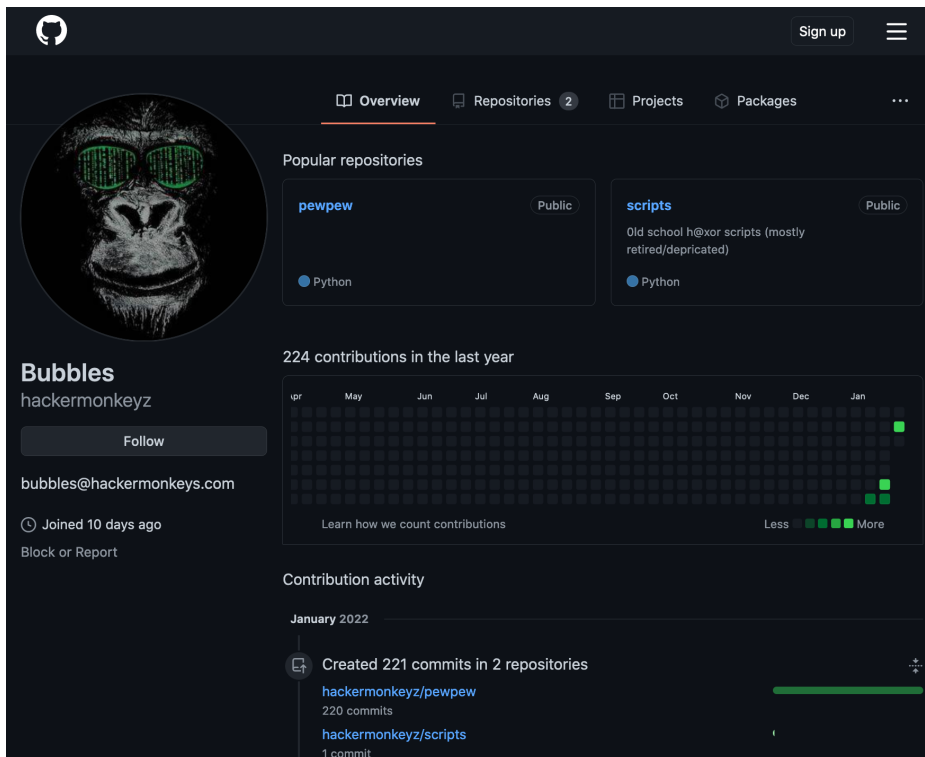 Sign up
Overview
Repositories 2
Projects
Packages
Popular repositories
pewpew
Public
Python
scripts
Public
0ld school h@xor scripts (mostly
retired/depricated)
Python
Bubbles
hackermonkeyz
Follow
bubbles@hackermonkeys.com
Joined 10 days ago
Block or Report
224 contributions in the last year
Apr May Jun Jul Aug Sep Oct Nov Dec Jan
Learn how we count contributions
Less More
Contribution activity
January 2022
Created 221 commits in 2 repositories
hackermonkeyz/pewpew
220 commits
hackermonkeyz/scripts
1 commit